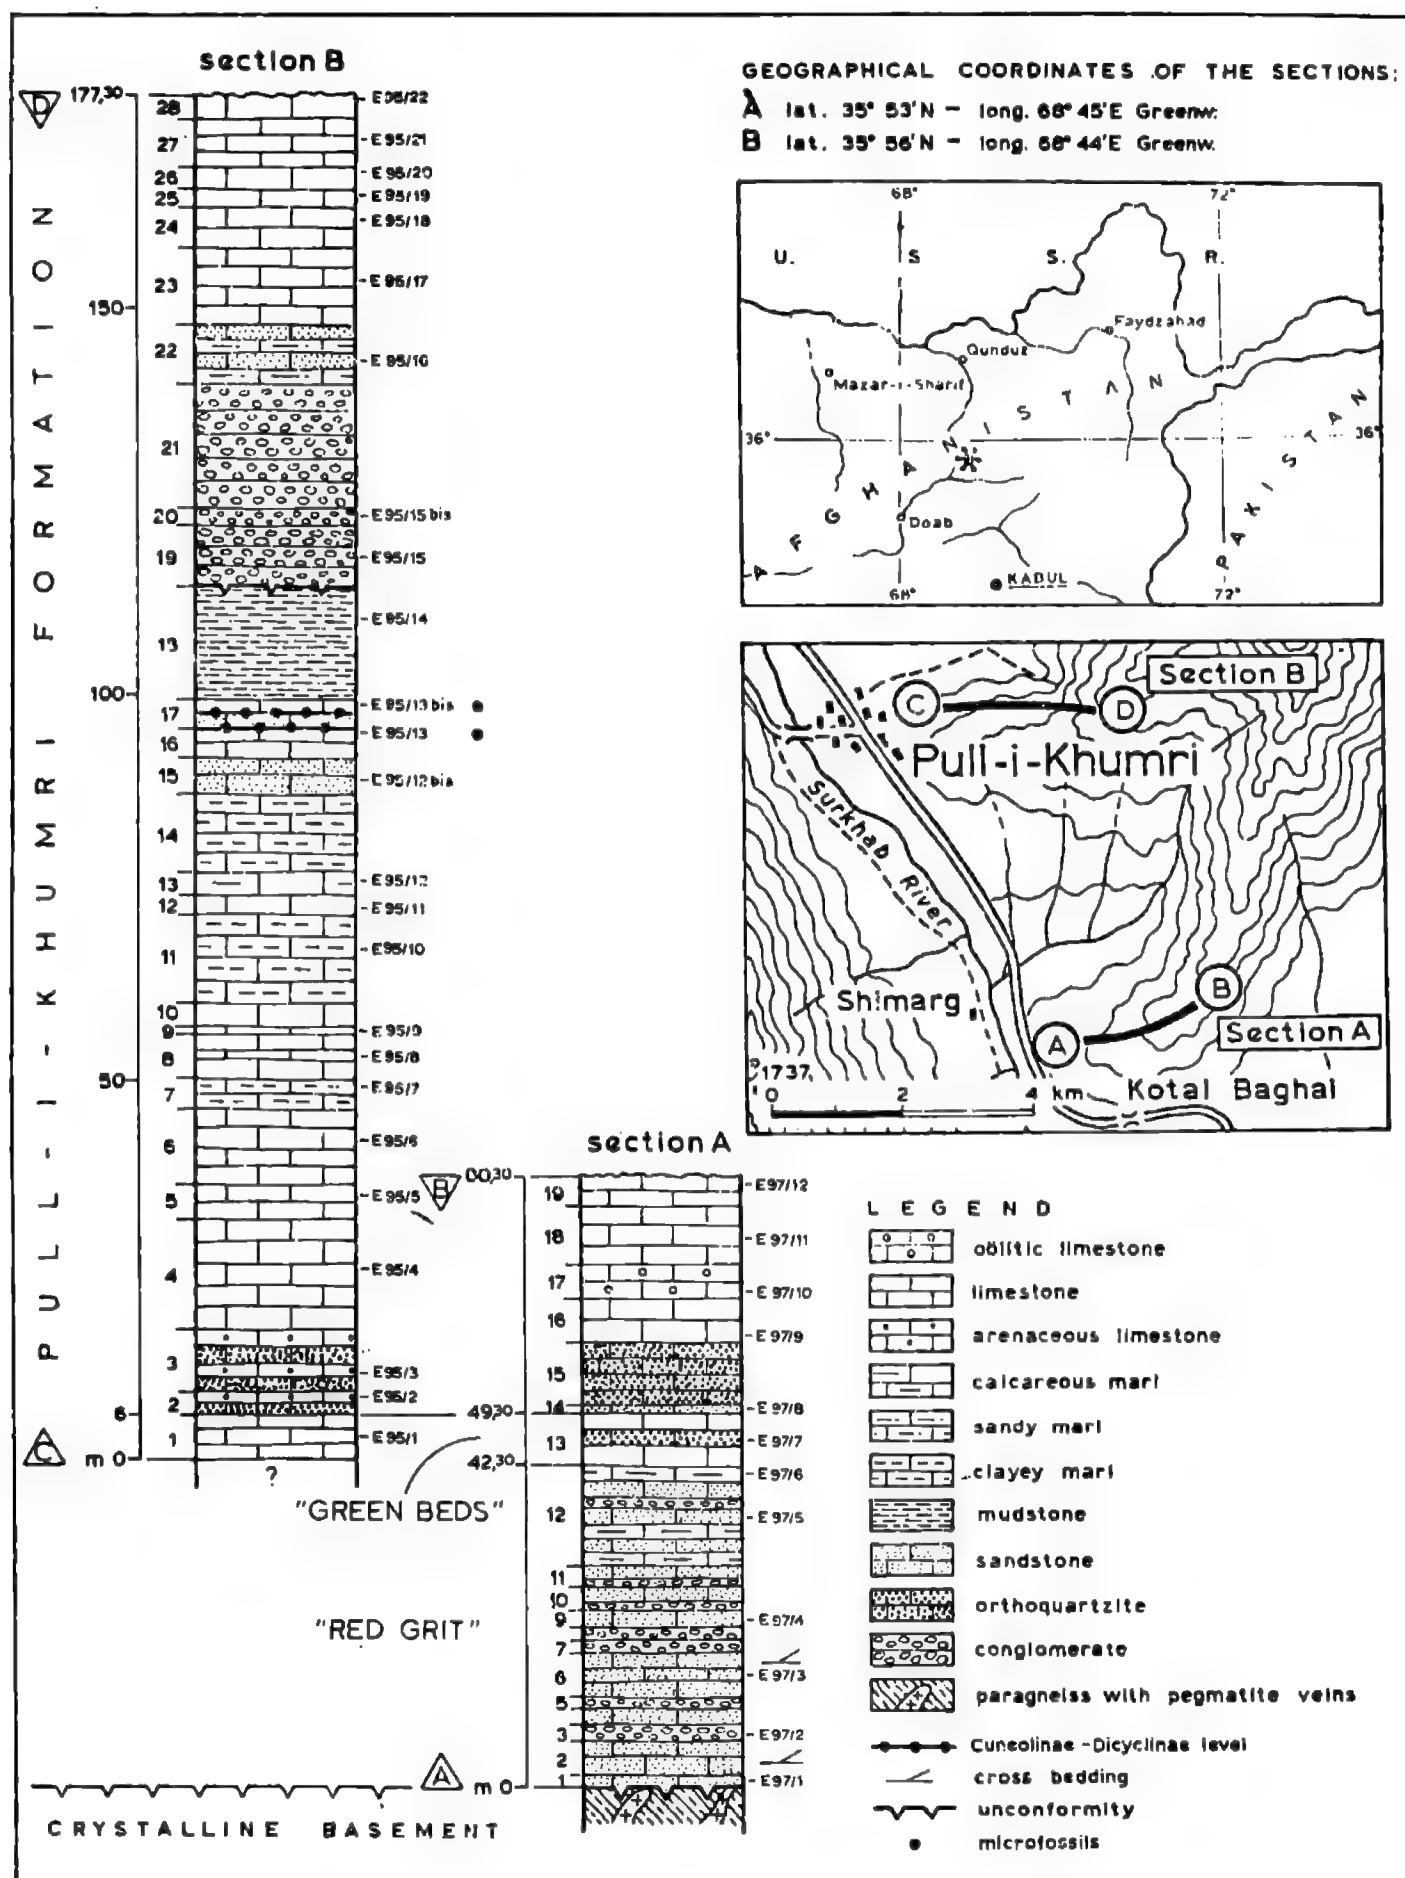 section B
177,30
D
28
27
26
25
24
23
22
21
20
19
13
17
16
15
14
13
12
11
10
9
8
7
6
5
4
3
2
1
150
100
50
6
m 0
C
?
E95/22
E95/21
E95/20
E95/19
E95/18
E95/17
E95/16
E95/15 bis
E95/15
E95/14
E95/13 bis
E95/13
E95/12 bis
E95/12
E95/11
E95/10
E95/9
E95/8
E95/7
E95/6
E95/5
E95/4
E95/3
E95/2
E95/1
PULL-I-KHUMRI FORMATION
GEOGRAPHICAL COORDINATES OF THE SECTIONS:
A lat. 35° 53'N - long. 68° 45'E Greenw.
B lat. 35° 56'N - long. 68° 44'E Greenw.
68°
72°
U. S S. R.
Faydzahad
Qunduz
Mazar-i-Sharif
36°
36°
AFGHANISTAN
PAKISTAN
Doab
KABUL
68°
72°
Section B
C
D
Pull-i-Khumri
Surkhab River
Shimarg
B
Section A
A
1737
0 2 4 km
Kotal Baghai
section A
B
60,30
49,30
42,30
m 0
A
19
18
17
16
15
14
13
12
11
10
9
7
6
5
3
2
1
E97/12
E97/11
E97/10
E97/9
E97/8
E97/7
E97/6
E97/5
E97/4
E97/3
E97/2
E97/1
"GREEN BEDS"
"RED GRIT"
CRYSTALLINE BASEMENT
LEGEND
oölitic limestone
limestone
arenaceous limestone
calcareous marl
sandy marl
clayey marl
mudstone
sandstone
orthoquartzite
conglomerate
paragneiss with pegmatite veins
Cuneolinae-Dicyclinae level
cross bedding
unconformity
microfossils